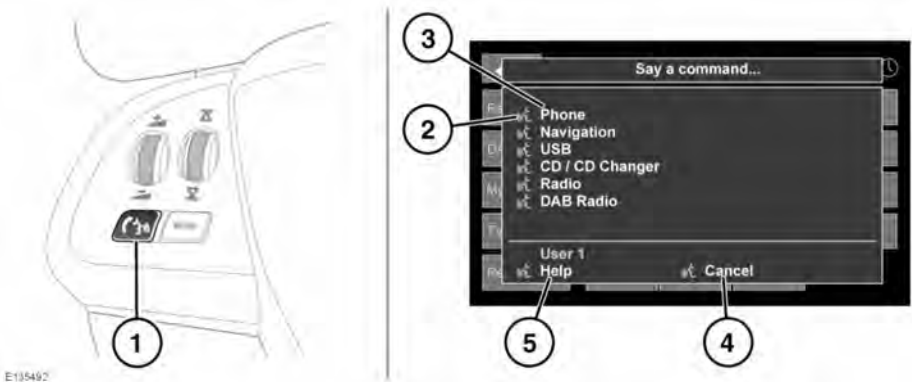 3
Say a command...
2
Phone
Navigation
USB
CD / CD Changer
Radio
DAB Radio
User 1
Help
Cancel
1
5
4
E135492